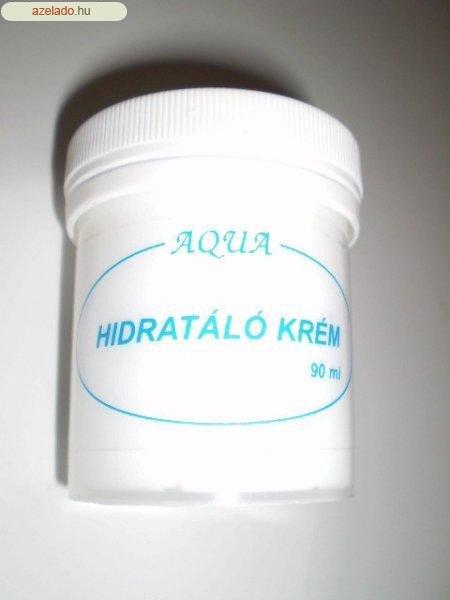 azelado.hu
AQUA
HIDRATÁLÓ KRÉM
90 ml